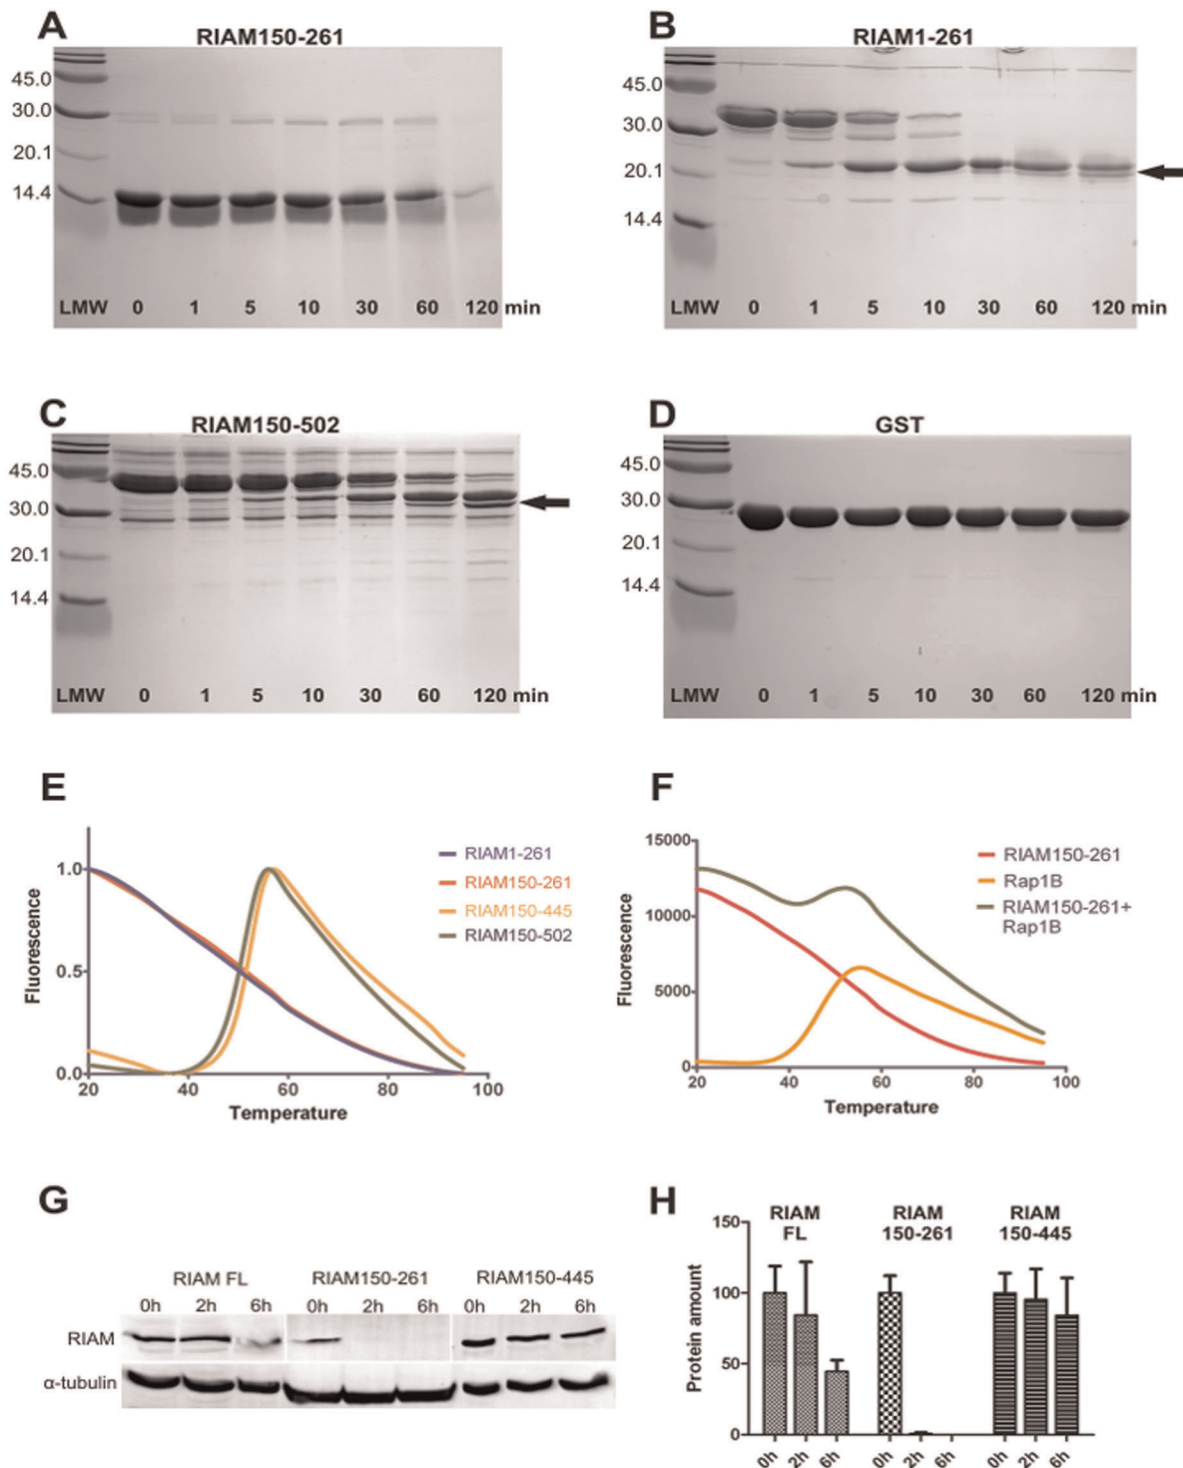 A
RIAM150-261
45.0
30.0
20.1
14.4
LMW 0 1 5 10 30 60 120 min
B
RIAM1-261
45.0
30.0
20.1
14.4
LMW 0 1 5 10 30 60 120 min
C
RIAM150-502
45.0
30.0
20.1
14.4
LMW 0 1 5 10 30 60 120 min
D
GST
45.0
30.0
20.1
14.4
LMW 0 1 5 10 30 60 120 min
E
Fluorescence
1.0
0.5
0.0
20 40 60 80 100
Temperature
RIAM1-261
RIAM150-261
RIAM150-445
RIAM150-502
F
Fluorescence
15000
10000
5000
0
20 40 60 80 100
Temperature
RIAM150-261
Rap1B
RIAM150-261+
Rap1B
G
RIAM FL RIAM150-261 RIAM150-445
0h 2h 6h 0h 2h 6h 0h 2h 6h
RIAM
α-tubulin
H
RIAM FL
RIAM 150-261
RIAM 150-445
Protein amount
150
100
50
0
0h 2h 6h 0h 2h 6h 0h 2h 6h